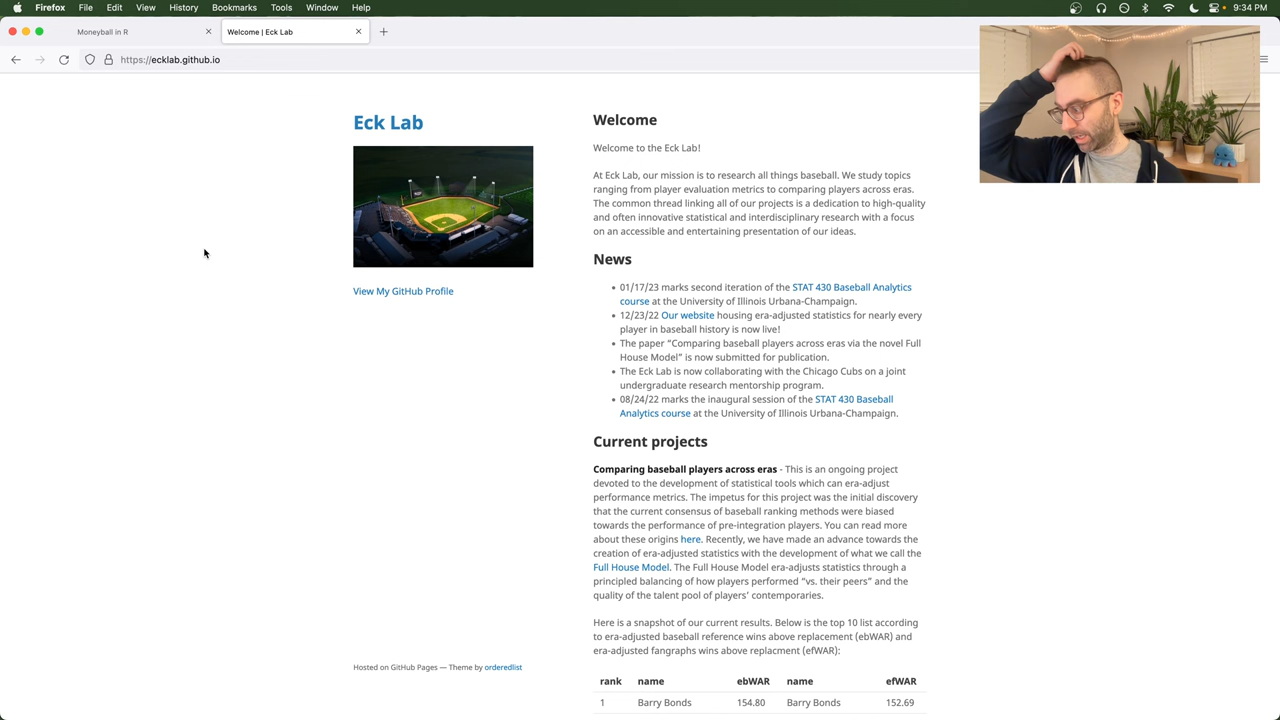 Firefox File Edit View History Bookmarks Tools Window Help 9:34 PM
Moneyball in R
Welcome | Eck Lab
https://ecklab.github.io
Eck Lab
View My GitHub Profile
Hosted on GitHub Pages — Theme by orderedlist
Welcome
Welcome to the Eck Lab!
At Eck Lab, our mission is to research all things baseball. We study topics
ranging from player evaluation metrics to comparing players across eras.
The common thread linking all of our projects is a dedication to high-quality
and often innovative statistical and interdisciplinary research with a focus
on an accessible and entertaining presentation of our ideas.
News
• 01/17/23 marks second iteration of the STAT 430 Baseball Analytics
course at the University of Illinois Urbana-Champaign.
• 12/23/22 Our website housing era-adjusted statistics for nearly every
player in baseball history is now live!
• The paper “Comparing baseball players across eras via the novel Full
House Model” is now submitted for publication.
• The Eck Lab is now collaborating with the Chicago Cubs on a joint
undergraduate research mentorship program.
• 08/24/22 marks the inaugural session of the STAT 430 Baseball
Analytics course at the University of Illinois Urbana-Champaign.
Current projects
Comparing baseball players across eras - This is an ongoing project
devoted to the development of statistical tools which can era-adjust
performance metrics. The impetus for this project was the initial discovery
that the current consensus of baseball ranking methods were biased
towards the performance of pre-integration players. You can read more
about these origins here. Recently, we have made an advance towards the
creation of era-adjusted statistics with the development of what we call the
Full House Model. The Full House Model era-adjusts statistics through a
principled balancing of how players performed “vs. their peers” and the
quality of the talent pool of players’ contemporaries.
Here is a snapshot of our current results. Below is the top 10 list according
to era-adjusted baseball reference wins above replacement (ebWAR) and
era-adjusted fangraphs wins above replacment (efWAR):
rank name ebWAR name efWAR
1 Barry Bonds 154.80 Barry Bonds 152.69